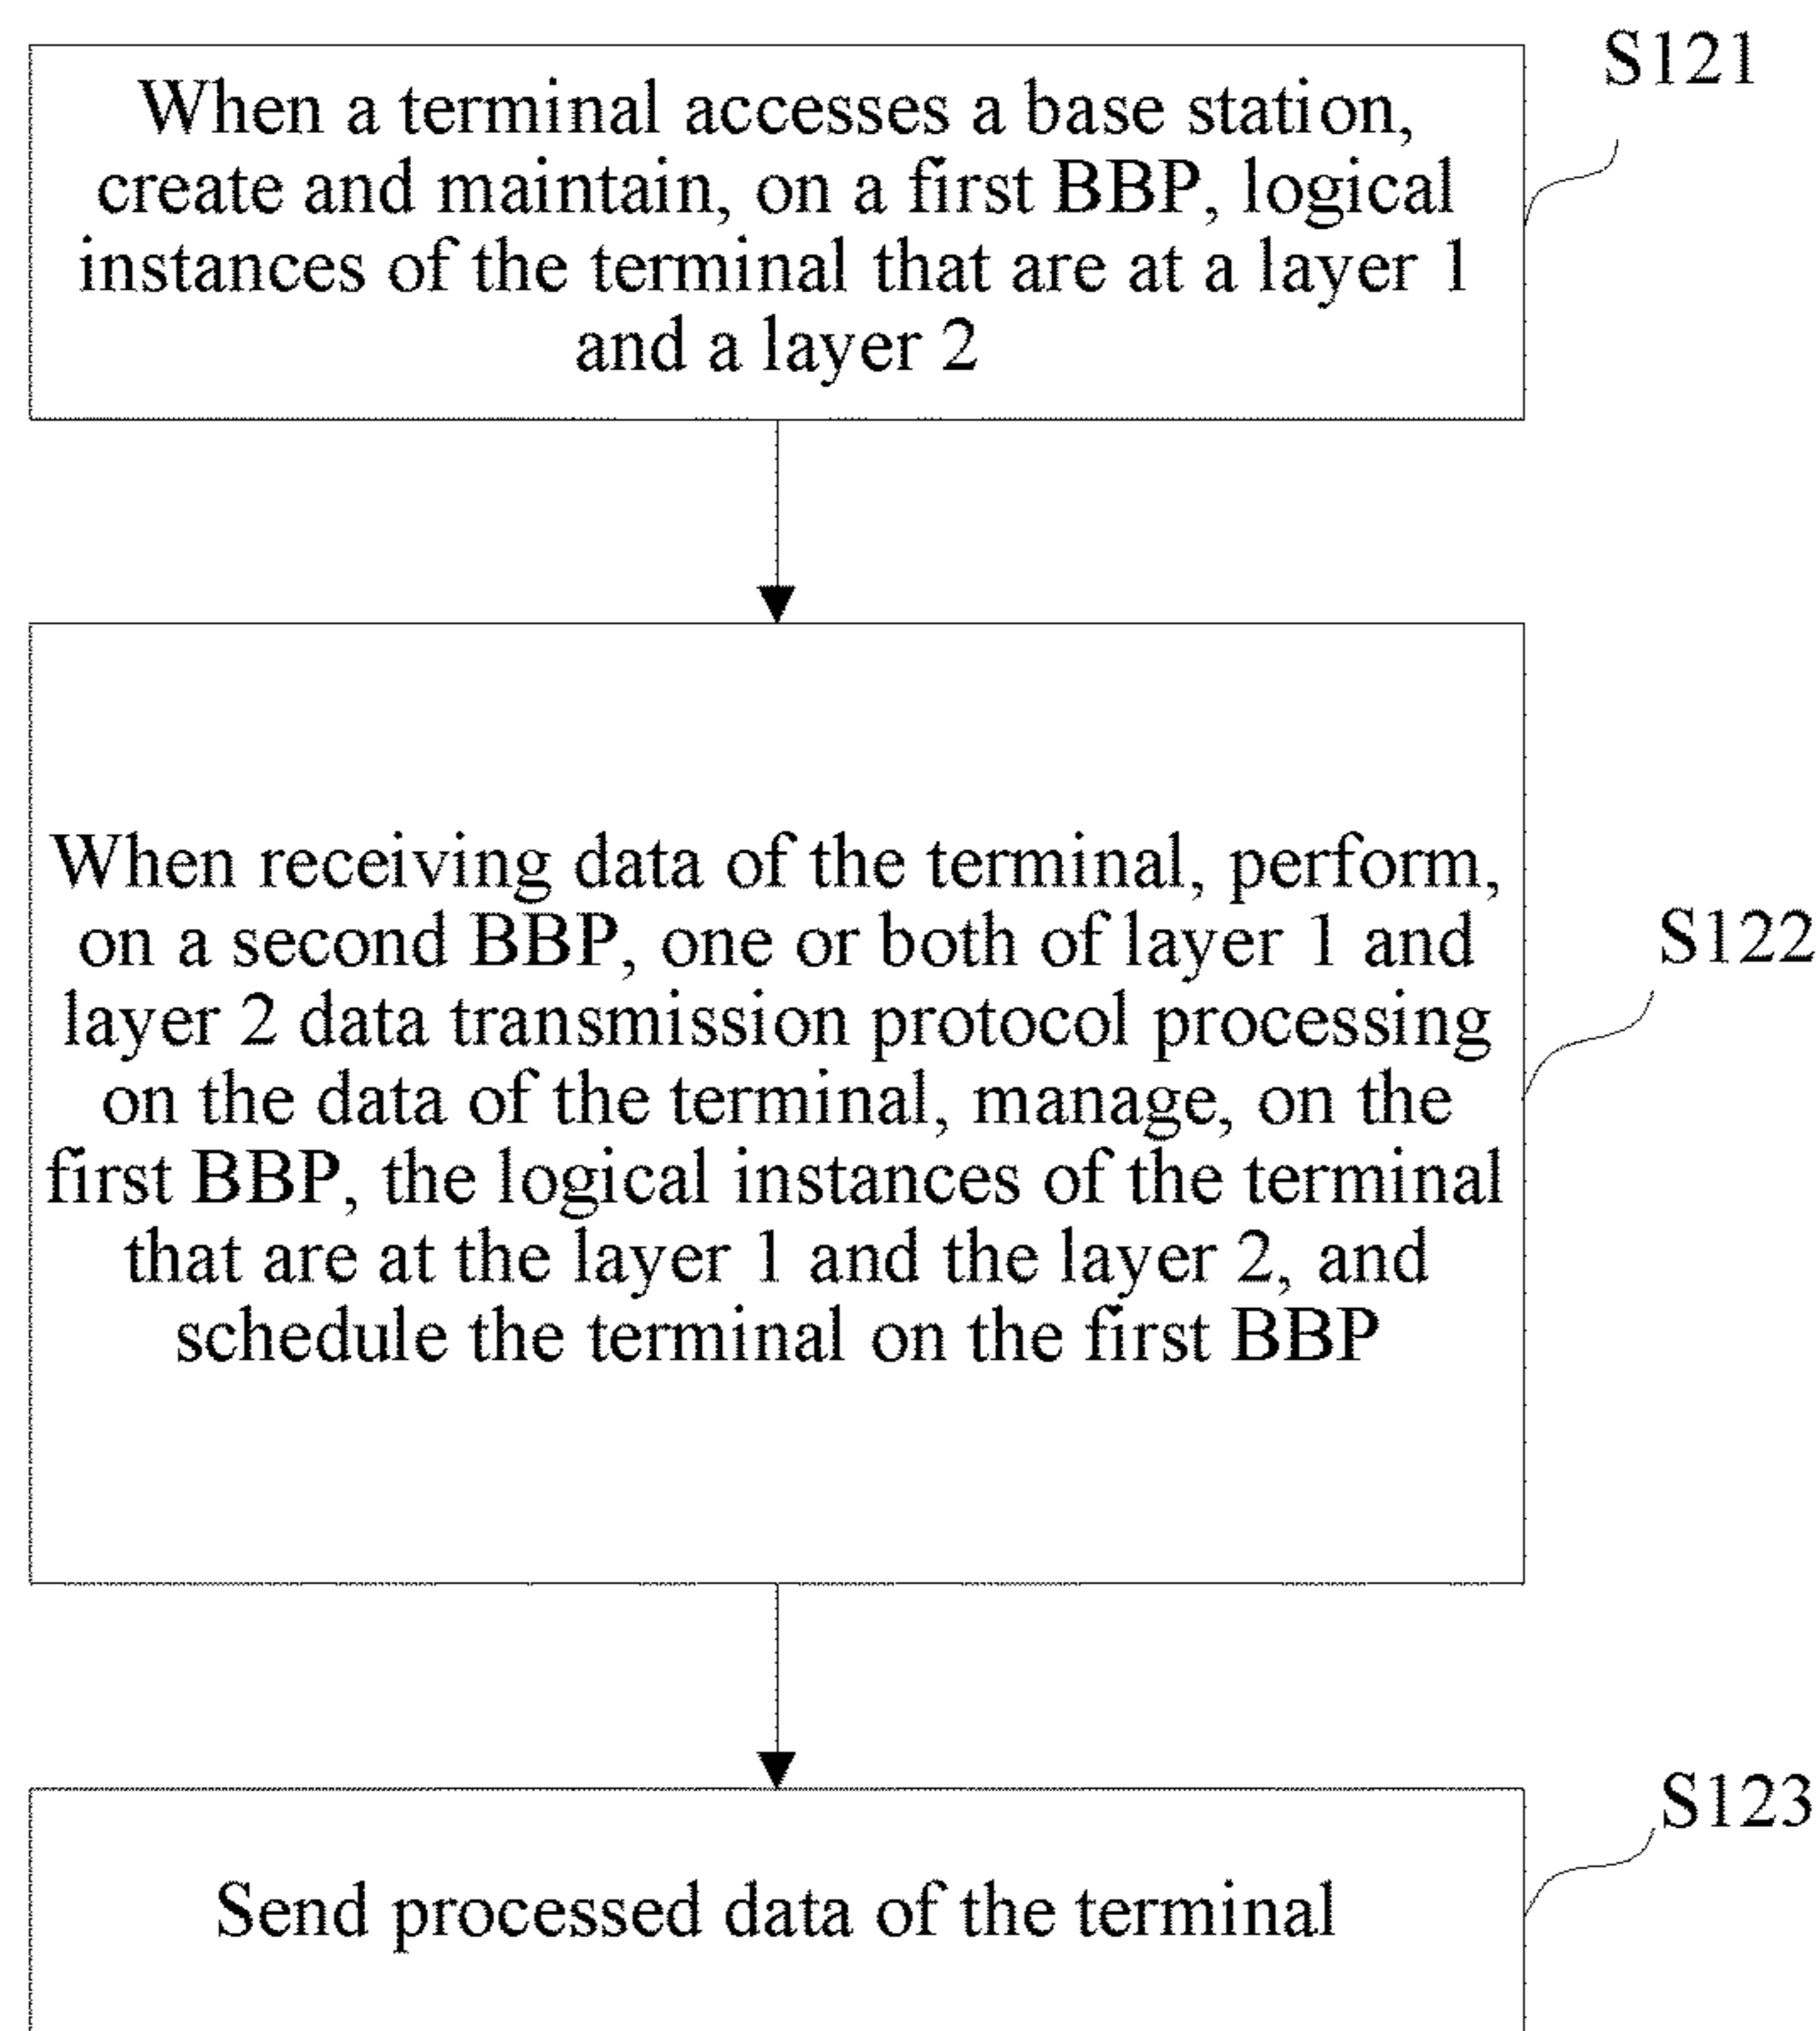 S121
When a terminal accesses a base station,
create and maintain, on a first BBP, logical
instances of the terminal that are at a layer 1
and a layer 2
When receiving data of the terminal, perform,
on a second BBP, one or both of layer 1 and
layer 2 data transmission protocol processing
on the data of the terminal, manage, on the
first BBP, the logical instances of the terminal
that are at the layer 1 and the layer 2, and
schedule the terminal on the first BBP
S122
S123
Send processed data of the terminal